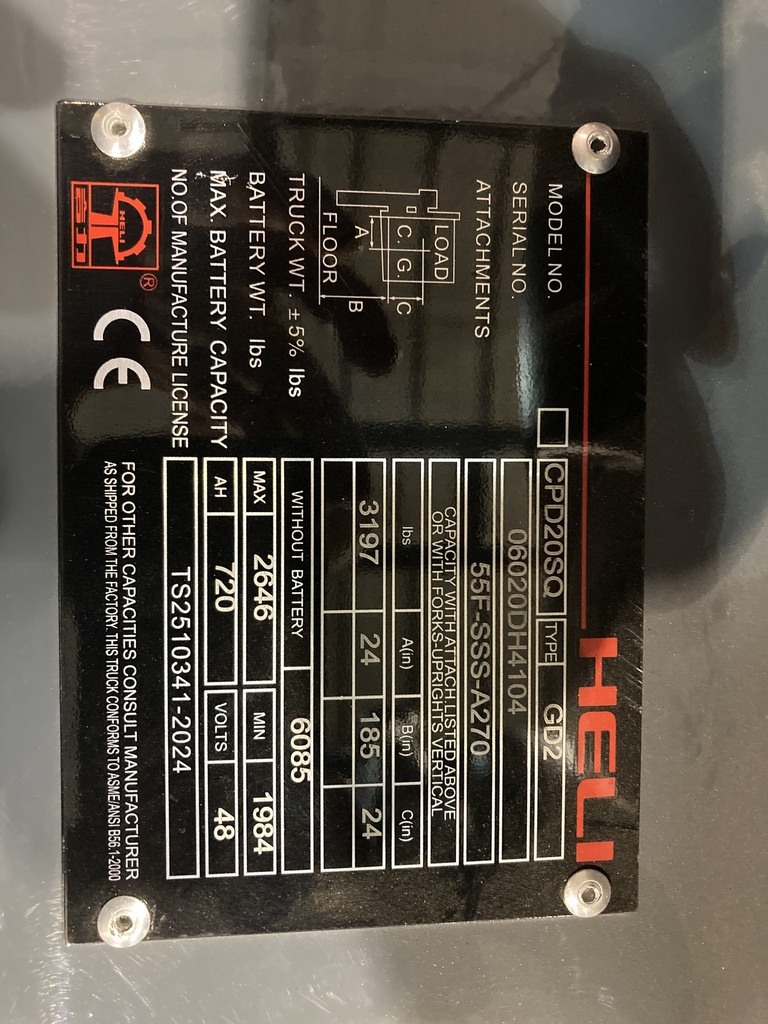 HELI
MODEL NO. CPD20SQ TYPE GD2
SERIAL NO. 06020DH4104
ATTACHMENTS 55F-SSS-A270
CAPACITY WITH ATTACH.LISTED ABOVE
OR WITH FORKS-UPRIGHTS VERTICAL
LOAD
C. G.
A
C
B
FLOOR
lbs A(in) B(in) C(in)
3197 24 185 24
TRUCK WT. ±5% lbs WITHOUT BATTERY 6085
BATTERY WT. lbs MAX 2646 MIN 1984
MAX. BATTERY CAPACITY AH 720 VOLTS 48
NO.OF MANUFACTURE LICENSE TS2510341-2024
HELI
合力
®
CE
FOR OTHER CAPACITIES CONSULT MANUFACTURER
AS SHIPPED FROM THE FACTORY. THIS TRUCK CONFORMS TO ASME/ANSI B56.1-2000